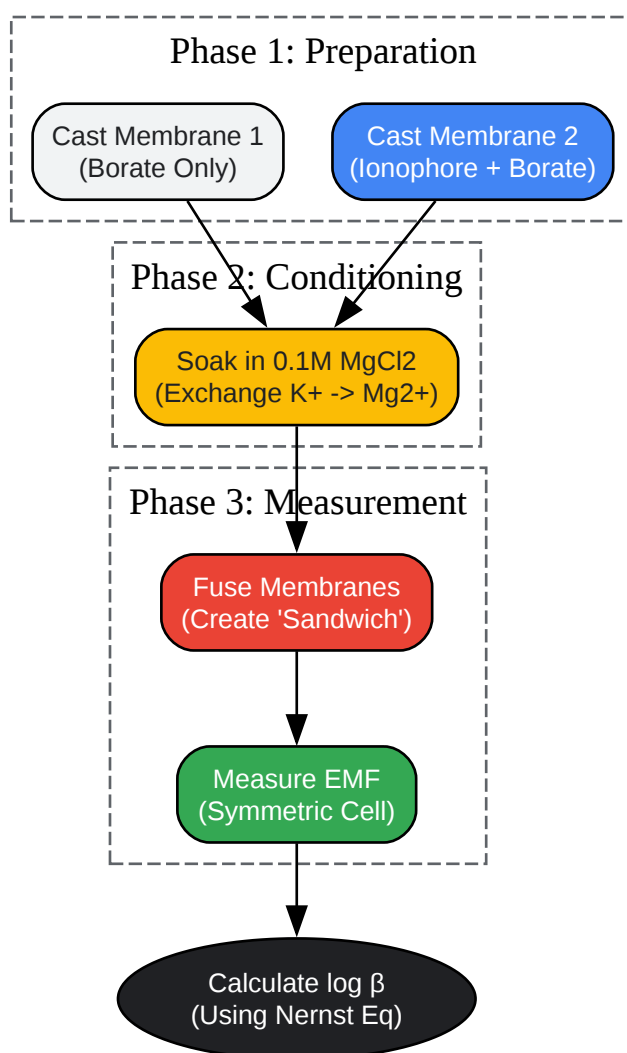 Phase 1: Preparation
Cast Membrane 1
(Borate Only)
Cast Membrane 2
(Ionophore + Borate)
Phase 2: Conditioning
Soak in 0.1M MgCl2
(Exchange K+ -> Mg2+)
Phase 3: Measurement
Fuse Membranes
(Create 'Sandwich')
Measure EMF
(Symmetric Cell)
Calculate log β
(Using Nernst Eq)